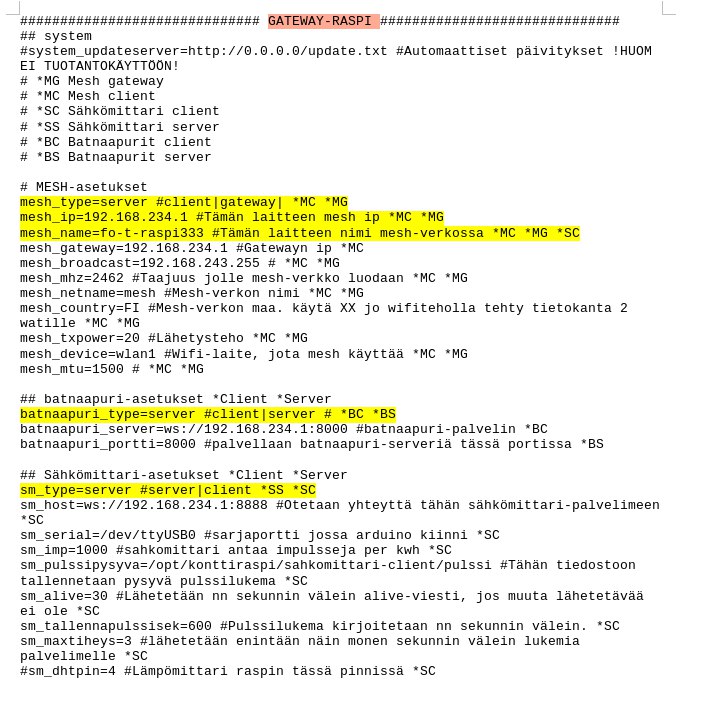 ############################## GATEWAY-RASPI ##############################
## system
#system_updateserver=http://0.0.0.0/update.txt #Automaattiset päivitykset !HUOM
EI TUOTANTOKÄYTTÖÖN!
# *MG Mesh gateway
# *MC Mesh client
# *SC Sähkömittari client
# *SS Sähkömittari server
# *BC Batnaapurit client
# *BS Batnaapurit server
# MESH-asetukset
mesh_type=server #client|gateway| *MC *MG
mesh_ip=192.168.234.1 #Tämän laitteen mesh ip *MC *MG
mesh_name=fo-t-raspi333 #Tämän laitteen nimi mesh-verkossa *MC *MG *SC
mesh_gateway=192.168.234.1 #Gatewayn ip *MC
mesh_broadcast=192.168.243.255 # *MC *MG
mesh_mhz=2462 #Taajuus jolle mesh-verkko luodaan *MC *MG
mesh_netname=mesh #Mesh-verkon nimi *MC *MG
mesh_country=FI #Mesh-verkon maa. käytä XX jo wifiteholla tehty tietokanta 2
watille *MC *MG
mesh_txpower=20 #Lähetysteho *MC *MG
mesh_device=wlan1 #Wifi-laite, jota mesh käyttää *MC *MG
mesh_mtu=1500 # *MC *MG
## batnaapuri-asetukset *Client *Server
batnaapuri_type=server #client|server # *BC *BS
batnaapuri_server=ws://192.168.234.1:8000 #batnaapuri-palvelin *BC
batnaapuri_portti=8000 #palvellaan batnaapuri-serveriä tässä portissa *BS
## Sähkömittari-asetukset *Client *Server
sm_type=server #server|client *SS *SC
sm_host=ws://192.168.234.1:8888 #Otetaan yhteyttä tähän sähkömittari-palvelimeen
*SC
sm_serial=/dev/ttyUSB0 #sarjaportti jossa arduino kiinni *SC
sm_imp=1000 #sahkomittari antaa impulsseja per kwh *SC
sm_pulssipysyva=/opt/konttiraspi/sahkomittari-client/pulssi #Tähän tiedostoon
tallennetaan pysyvä pulssilukema *SC
sm_alive=30 #Lähetetään nn sekunnin välein alive-viesti, jos muuta lähetetävää
ei ole *SC
sm_tallennapulssisek=600 #Pulssilukema kirjoitetaan nn sekunnin välein. *SC
sm_maxtiheys=3 #lähetetään enintään näin monen sekunnin välein lukemia
palvelimelle *SC
#sm_dhtpin=4 #Lämpömittari raspin tässä pinnissä *SC